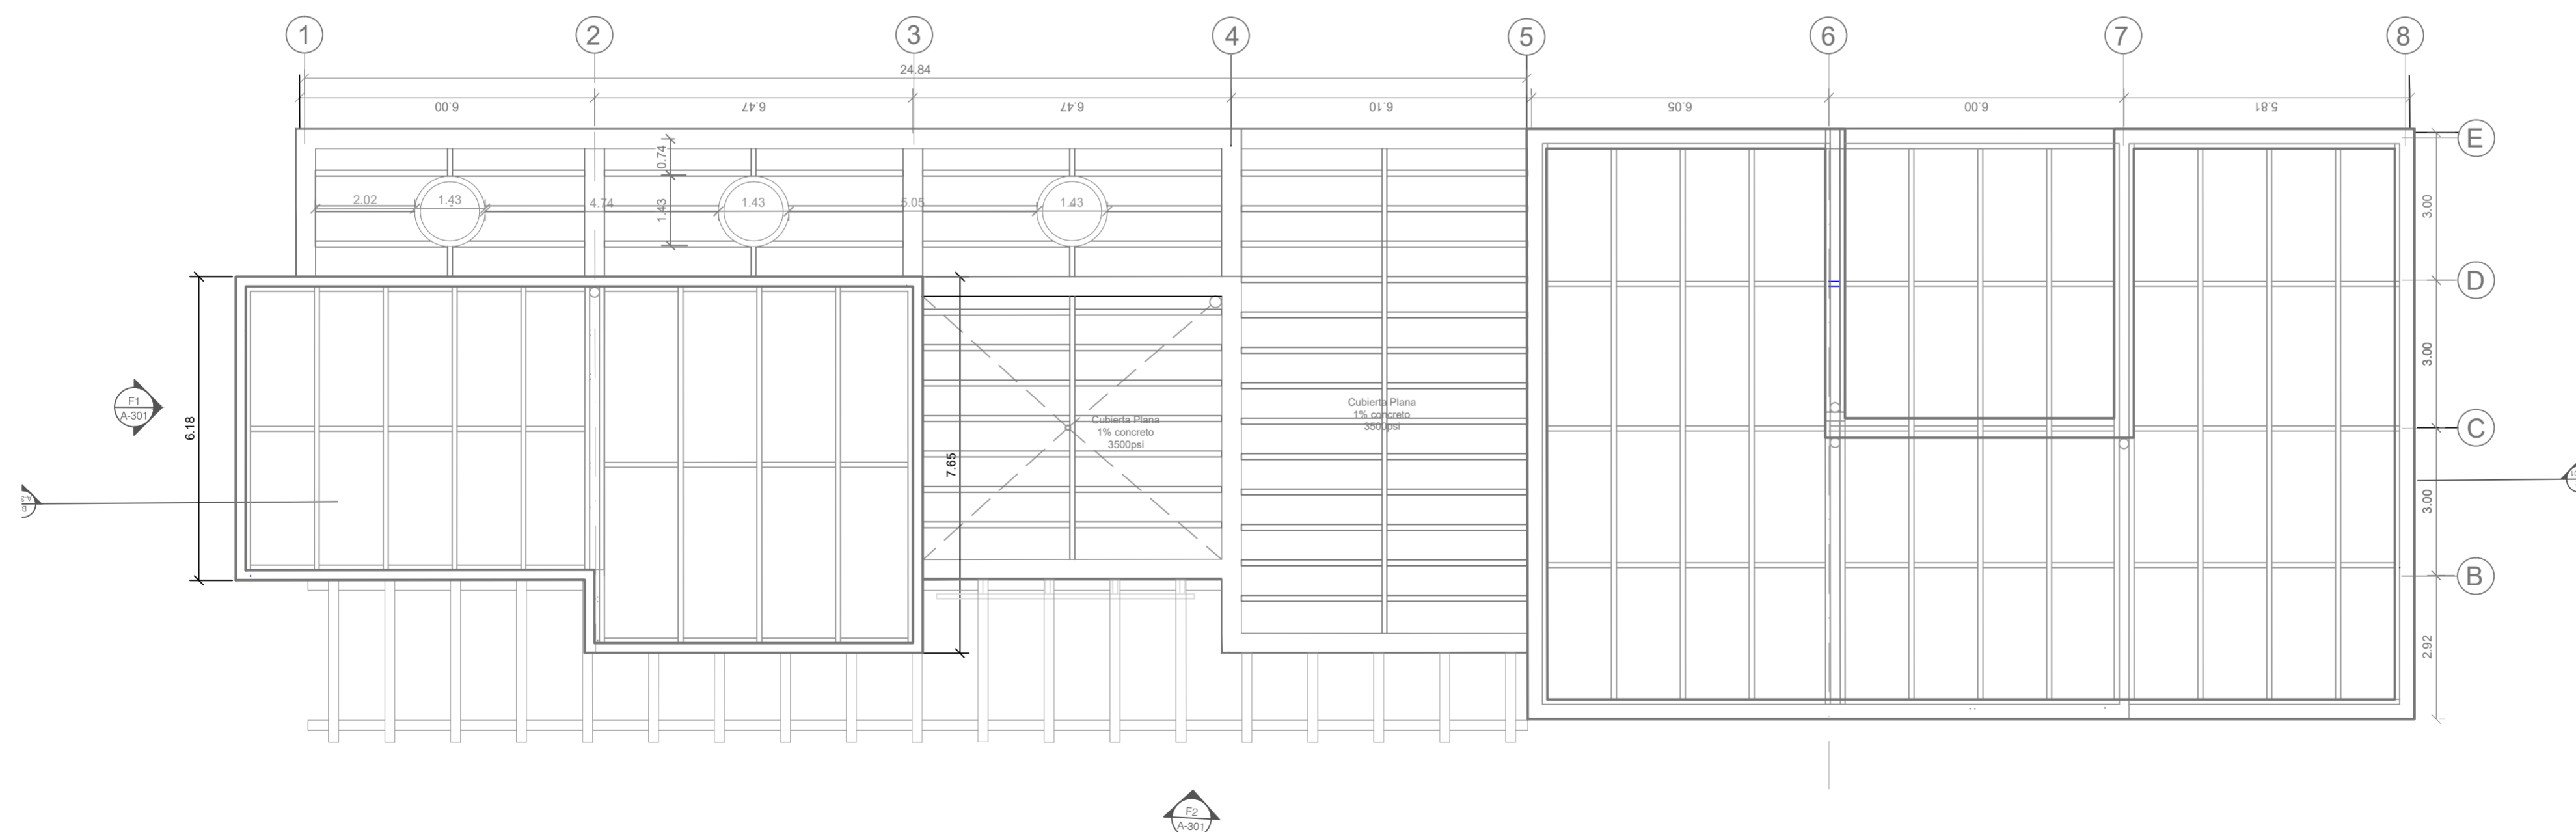 1
2
3
4
5
6
7
8
24.84
6.00
6.47
6.47
6.10
6.05
6.00
5.81
E
0.74
2.02
1.43
4.74
1.43
1.43
5.05
1.43
3.00
D
3.00
F1
A-301
6.18
7.65
Cubierta Plana
1% concreto
3500psi
Cubierta Plana
1% concreto
3500psi
C
3.00
B
2.92
F2
A-301